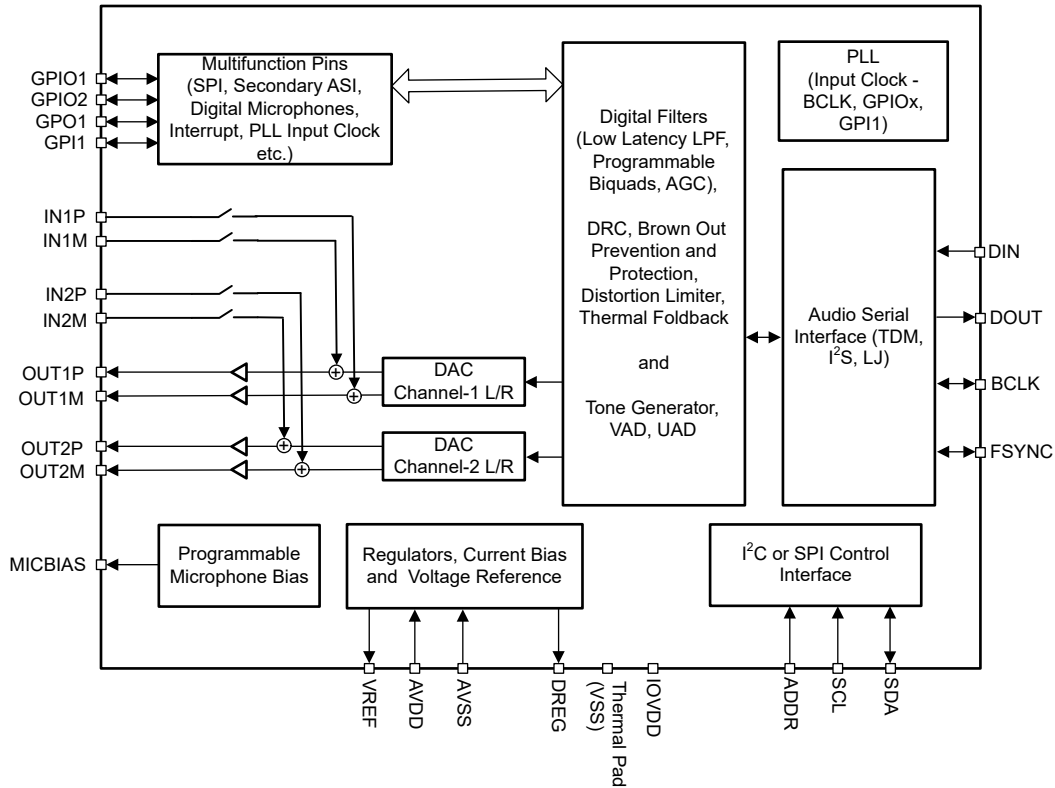 GPIO1
GPIO2
GPO1
GPI1
Multifunction Pins
(SPI, Secondary ASI,
Digital Microphones,
Interrupt, PLL Input Clock
etc.)
IN1P
IN1M
IN2P
IN2M
OUT1P
OUT1M
OUT2P
OUT2M
DAC
Channel-1 L/R
DAC
Channel-2 L/R
Digital Filters
(Low Latency LPF,
Programmable
Biquads, AGC),
DRC, Brown Out
Prevention and
Protection,
Distortion Limiter,
Thermal Foldback
and
Tone Generator,
VAD, UAD
PLL
(Input Clock -
BCLK, GPIOx,
GPI1)
Audio Serial
Interface (TDM,
I²S, LJ)
DIN
DOUT
BCLK
FSYNC
MICBIAS
Programmable
Microphone Bias
Regulators, Current Bias
and Voltage Reference
I²C or SPI Control
Interface
VREF
AVDD
AVSS
DREG
Thermal Pad
(VSS)
IOVDD
ADDR
SCL
SDA